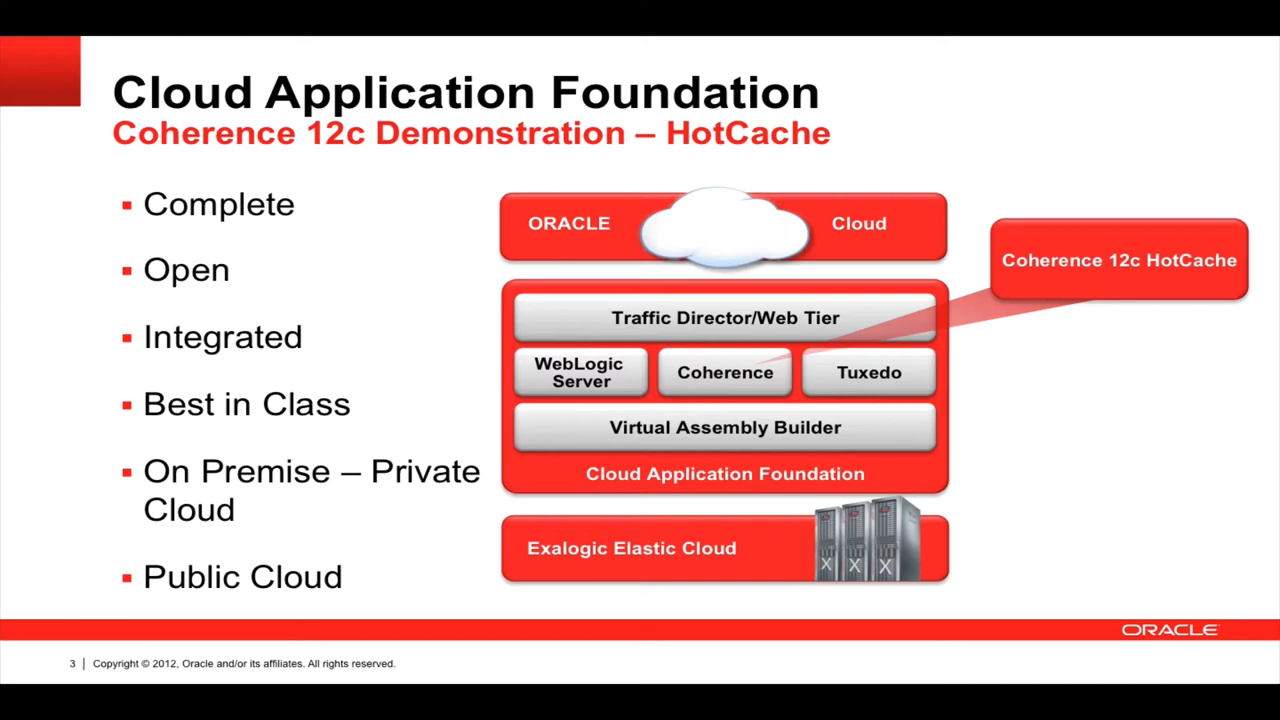 Cloud Application Foundation
Coherence 12c Demonstration – HotCache
▪ Complete
▪ Open
▪ Integrated
▪ Best in Class
▪ On Premise – Private
Cloud
▪ Public Cloud
ORACLE Cloud
Coherence 12c HotCache
Traffic Director/Web Tier
WebLogic
Server
Coherence
Tuxedo
Virtual Assembly Builder
Cloud Application Foundation
Exalogic Elastic Cloud
X X X
ORACLE
3 | Copyright © 2012, Oracle and/or its affiliates. All rights reserved.